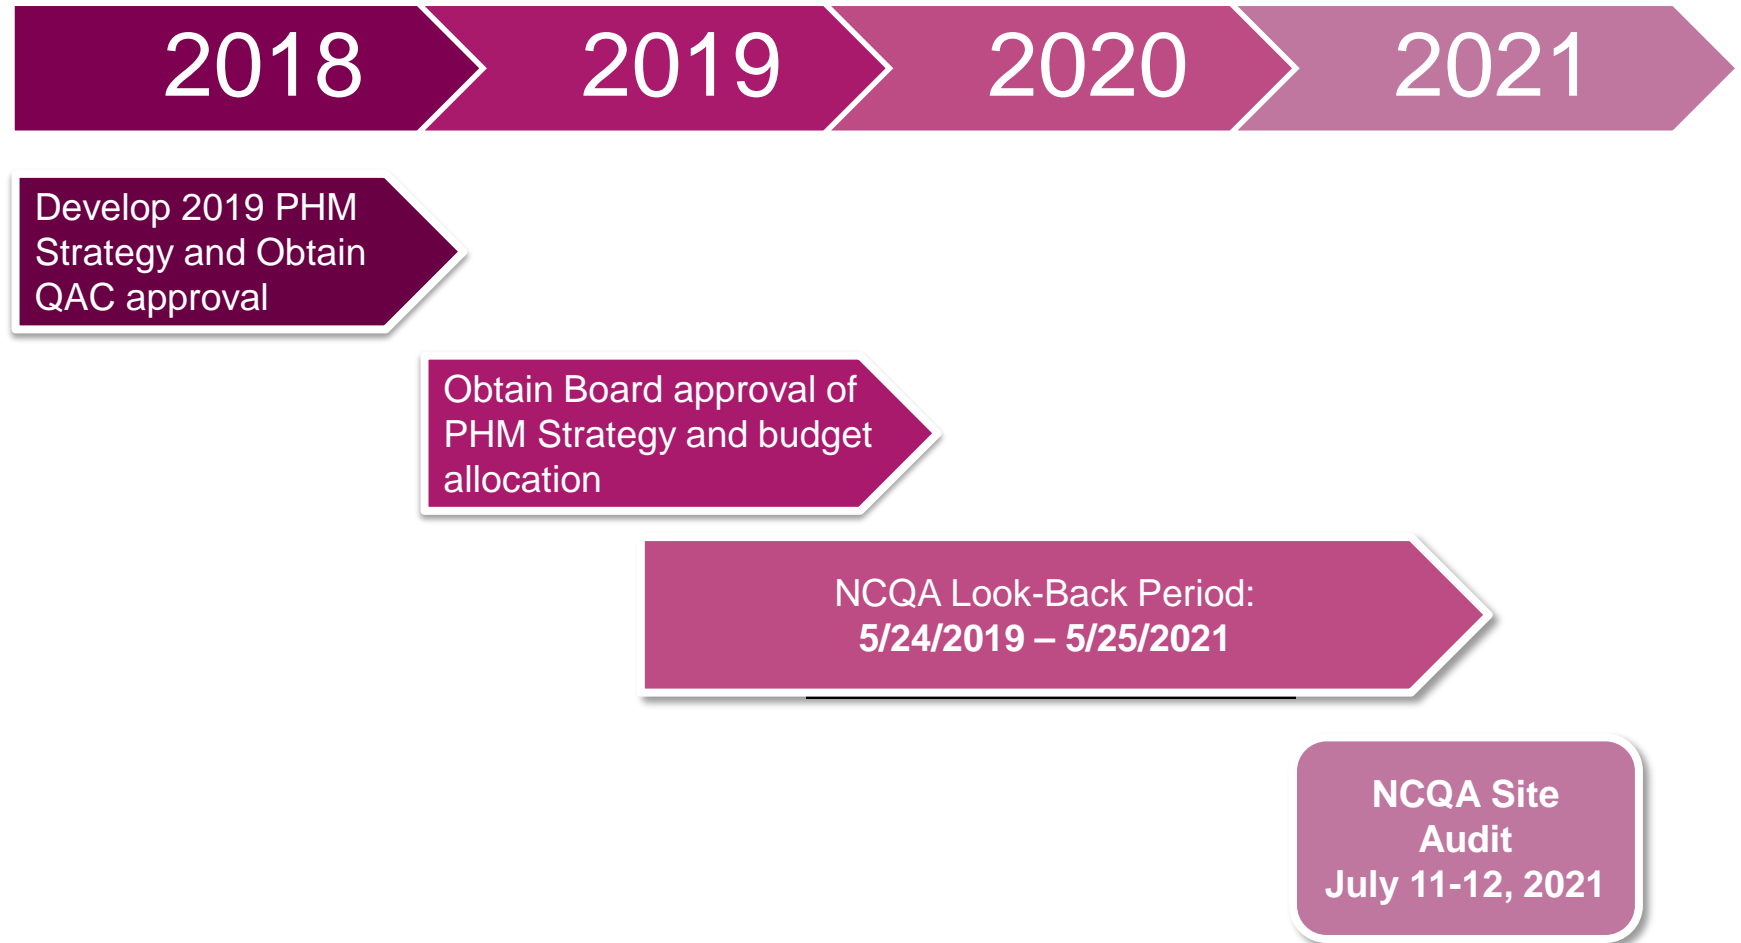 2018
2019
2020
2021
Develop 2019 PHM
Strategy and Obtain
QAC approval
Obtain Board approval of
PHM Strategy and budget
allocation
NCQA Look-Back Period:
5/24/2019 – 5/25/2021
NCQA Site
Audit
July 11-12, 2021